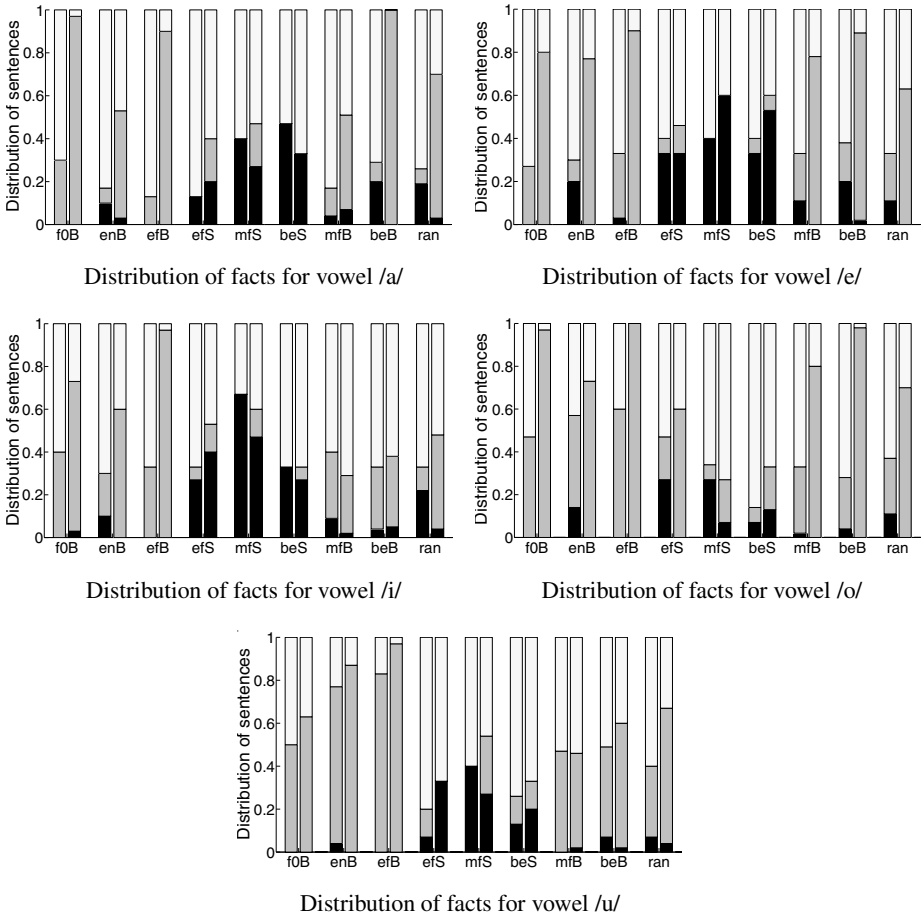 Distribution of sentences
1
0.8
0.6
0.4
0.2
0
f0B enB efB efS mfS beS mfB beB ran
Distribution of facts for vowel /a/
Distribution of sentences
1
0.8
0.6
0.4
0.2
0
f0B enB efB efS mfS beS mfB beB ran
Distribution of facts for vowel /e/
Distribution of sentences
1
0.8
0.6
0.4
0.2
0
f0B enB efB efS mfS beS mfB beB ran
Distribution of facts for vowel /i/
Distribution of sentences
1
0.8
0.6
0.4
0.2
0
f0B enB efB efS mfS beS mfB beB ran
Distribution of facts for vowel /o/
Distribution of sentences
1
0.8
0.6
0.4
0.2
0
f0B enB efB efS mfS beS mfB beB ran
Distribution of facts for vowel /u/